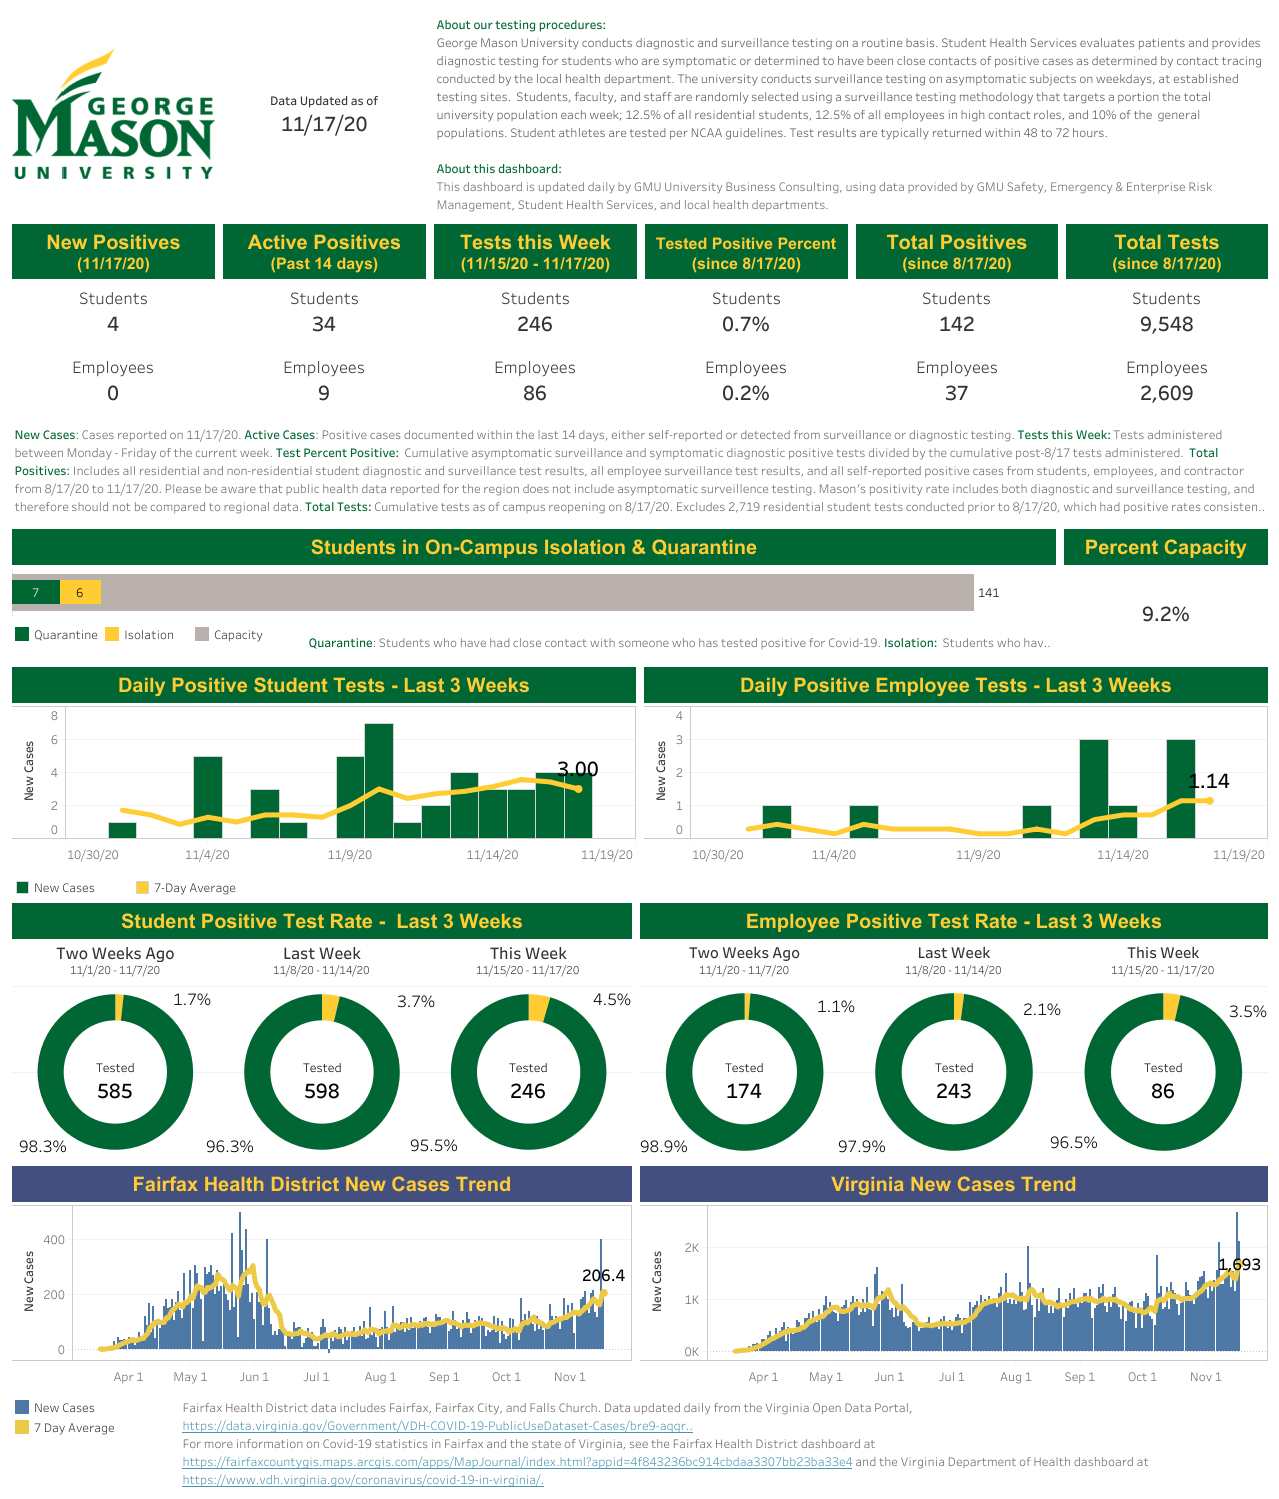 GEORGE
MASON
UNIVERSITY
Data Updated as of
11/17/20
About our testing procedures:
George Mason University conducts diagnostic and surveillance testing on a routine basis. Student Health Services evaluates patients and provides
diagnostic testing for students who are symptomatic or determined to have been close contacts of positive cases as determined by contact tracing
conducted by the local health department. The university conducts surveillance testing on asymptomatic subjects on weekdays, at established
testing sites.  Students, faculty, and staff are randomly selected using a surveillance testing methodology that targets a portion the total
university population each week; 12.5% of all residential students, 12.5% of all employees in high contact roles, and 10% of the  general
populations. Student athletes are tested per NCAA guidelines. Test results are typically returned within 48 to 72 hours.
About this dashboard:
This dashboard is updated daily by GMU University Business Consulting, using data provided by GMU Safety, Emergency & Enterprise Risk
Management, Student Health Services, and local health departments.
New Positives
(11/17/20)
Students
4
Employees
0
Active Positives
(Past 14 days)
Students
34
Employees
9
Tests this Week
(11/15/20 - 11/17/20)
Students
246
Employees
86
Tested Positive Percent
(since 8/17/20)
Students
0.7%
Employees
0.2%
Total Positives
(since 8/17/20)
Students
142
Employees
37
Total Tests
(since 8/17/20)
Students
9,548
Employees
2,609
New Cases: Cases reported on 11/17/20. Active Cases: Positive cases documented within the last 14 days, either self-reported or detected from surveillance or diagnostic testing. Tests this Week: Tests administered
between Monday - Friday of the current week. Test Percent Positive:  Cumulative asymptomatic surveillance and symptomatic diagnostic positive tests divided by the cumulative post-8/17 tests administered.  Total
Positives: Includes all residential and non-residential student diagnostic and surveillance test results, all employee surveillance test results, and all self-reported positive cases from students, employees, and contractor
from 8/17/20 to 11/17/20. Please be aware that public health data reported for the region does not include asymptomatic surveillence testing. Mason's positivity rate includes both diagnostic and surveillance testing, and
therefore should not be compared to regional data. Total Tests: Cumulative tests as of campus reopening on 8/17/20. Excludes 2,719 residential student tests conducted prior to 8/17/20, which had positive rates consisten..
Students in On-Campus Isolation & Quarantine
7
6
141
Quarantine
Isolation
Capacity
Quarantine: Students who have had close contact with someone who has tested positive for Covid-19. Isolation:  Students who hav..
Percent Capacity
9.2%
Daily Positive Student Tests - Last 3 Weeks
New Cases
8
6
4
2
0
3.00
10/30/20
11/4/20
11/9/20
11/14/20
11/19/20
Daily Positive Employee Tests - Last 3 Weeks
New Cases
4
3
2
1
0
1.14
10/30/20
11/4/20
11/9/20
11/14/20
11/19/20
New Cases
7-Day Average
Student Positive Test Rate -  Last 3 Weeks
Two Weeks Ago
11/1/20 - 11/7/20
1.7%
Tested
585
98.3%
Last Week
11/8/20 - 11/14/20
3.7%
Tested
598
96.3%
This Week
11/15/20 - 11/17/20
4.5%
Tested
246
95.5%
Employee Positive Test Rate - Last 3 Weeks
Two Weeks Ago
11/1/20 - 11/7/20
1.1%
Tested
174
98.9%
Last Week
11/8/20 - 11/14/20
2.1%
Tested
243
97.9%
This Week
11/15/20 - 11/17/20
3.5%
Tested
86
96.5%
Fairfax Health District New Cases Trend
New Cases
400
200
0
206.4
Apr 1
May 1
Jun 1
Jul 1
Aug 1
Sep 1
Oct 1
Nov 1
Virginia New Cases Trend
New Cases
2K
1K
0K
1,693
Apr 1
May 1
Jun 1
Jul 1
Aug 1
Sep 1
Oct 1
Nov 1
New Cases
7 Day Average
Fairfax Health District data includes Fairfax, Fairfax City, and Falls Church. Data updated daily from the Virginia Open Data Portal,
https://data.virginia.gov/Government/VDH-COVID-19-PublicUseDataset-Cases/bre9-aqqr..
For more information on Covid-19 statistics in Fairfax and the state of Virginia, see the Fairfax Health District dashboard at
https://fairfaxcountygis.maps.arcgis.com/apps/MapJournal/index.html?appid=4f843236bc914cbdaa3307bb23ba33e4 and the Virginia Department of Health dashboard at
https://www.vdh.virginia.gov/coronavirus/covid-19-in-virginia/.